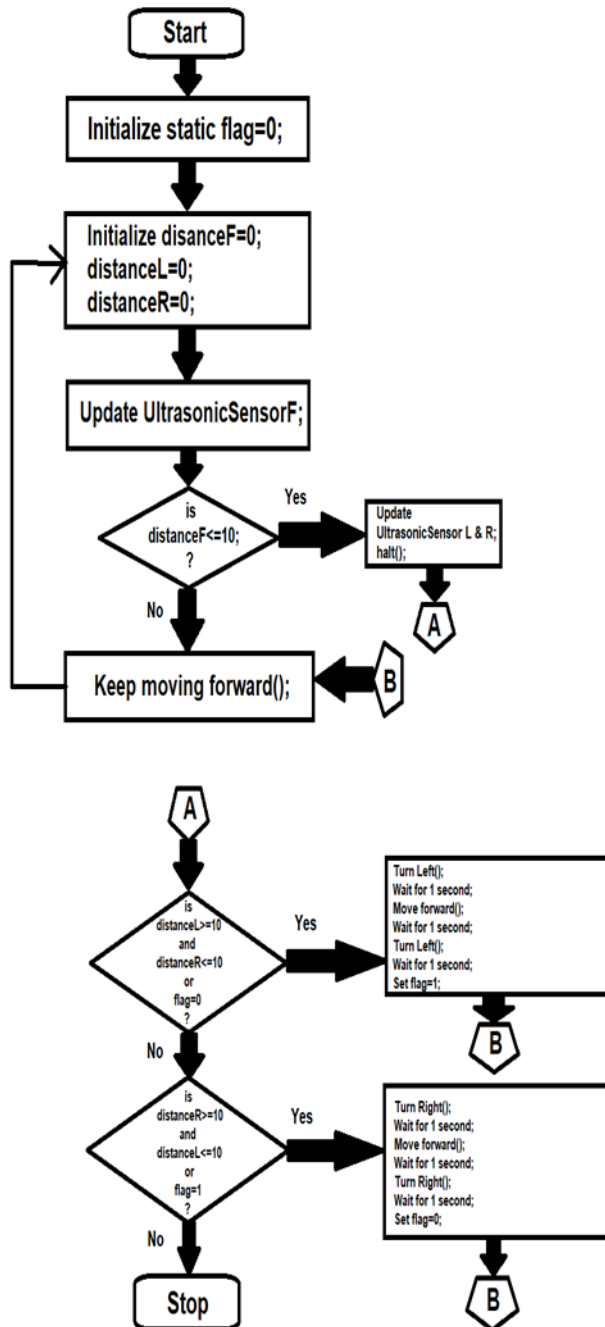 Start
Initialize static flag=0;
Initialize disanceF=0;
distanceL=0;
distanceR=0;
Update UltrasonicSensorF;
is
distanceF<=10;
?
Yes
Update
UltrasonicSensor L & R;
halt();
A
No
Keep moving forward();
B
A
is
distanceL>=10
and
distanceR<=10
or
flag=0
?
Yes
Turn Left();
Wait for 1 second;
Move forward();
Wait for 1 second;
Turn Left();
Wait for 1 second;
Set flag=1;
B
No
is
distanceR>=10
and
distanceL<=10
or
flag=1
?
Yes
Turn Right();
Wait for 1 second;
Move forward();
Wait for 1 second;
Turn Right();
Wait for 1 second;
Set flag=0;
B
No
Stop